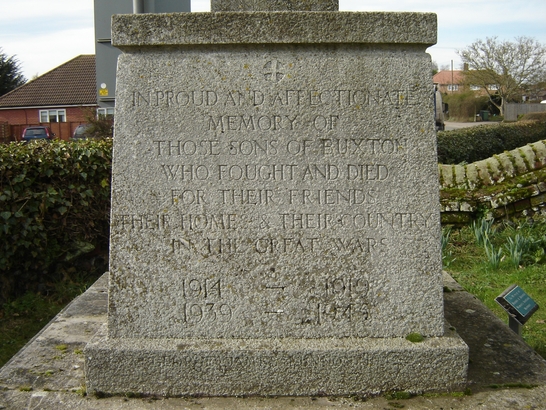 IN PROUD AND AFFECTIONATE
MEMORY OF
THOSE SONS OF BUXTON
WHO FOUGHT AND DIED
FOR THEIR FRIENDS
THEIR HOME & THEIR COUNTRY
IN THE GREAT WARS
1914 — 1919
1939 — 1945